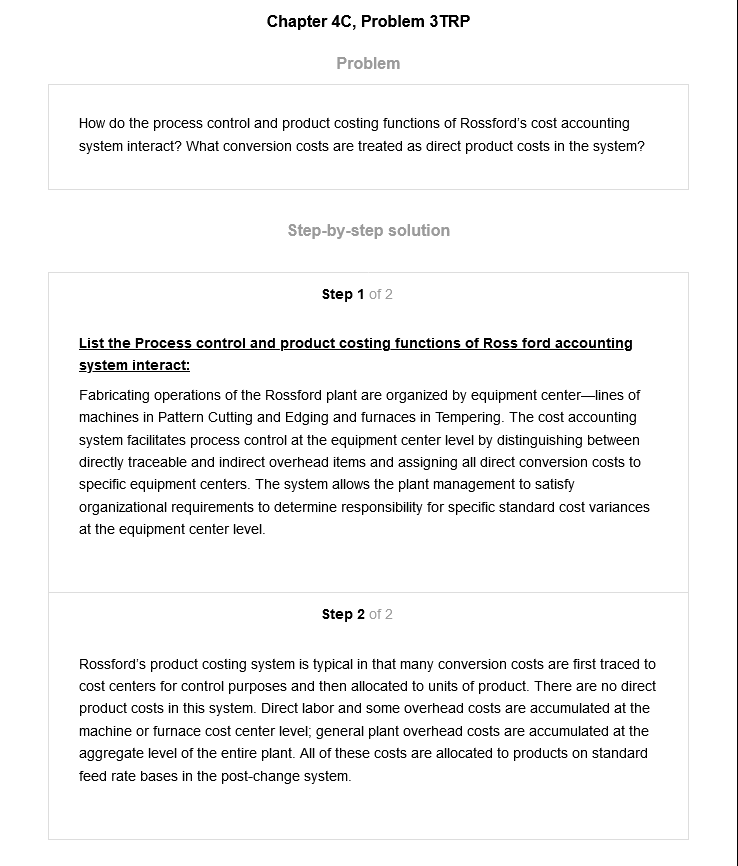 Chapter 4C, Problem 3TRP
Problem
How do the process control and product costing functions of Rossford's cost accounting
system interact? What conversion costs are treated as direct product costs in the system?
Step-by-step solution
Step 1 of 2
List the Process control and product costing functions of Ross ford accounting
system interact:
Fabricating operations of the Rossford plant are organized by equipment center—lines of
machines in Pattern Cutting and Edging and furnaces in Tempering. The cost accounting
system facilitates process control at the equipment center level by distinguishing between
directly traceable and indirect overhead items and assigning all direct conversion costs to
specific equipment centers. The system allows the plant management to satisfy
organizational requirements to determine responsibility for specific standard cost variances
at the equipment center level.
Step 2 of 2
Rossford's product costing system is typical in that many conversion costs are first traced to
cost centers for control purposes and then allocated to units of product. There are no direct
product costs in this system. Direct labor and some overhead costs are accumulated at the
machine or furnace cost center level; general plant overhead costs are accumulated at the
aggregate level of the entire plant. All of these costs are allocated to products on standard
feed rate bases in the post-change system.